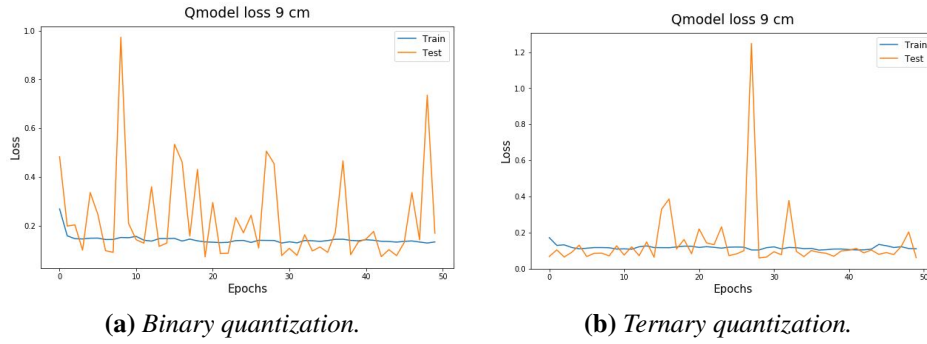 Qmodel loss 9 cm
1.0
0.8
0.6
0.4
0.2
Loss
0 10 20 30 40 50
Epochs
Train
Test
(a) Binary quantization.
Qmodel loss 9 cm
1.2
1.0
0.8
0.6
0.4
0.2
0.0
Loss
0 10 20 30 40 50
Epochs
Train
Test
(b) Ternary quantization.